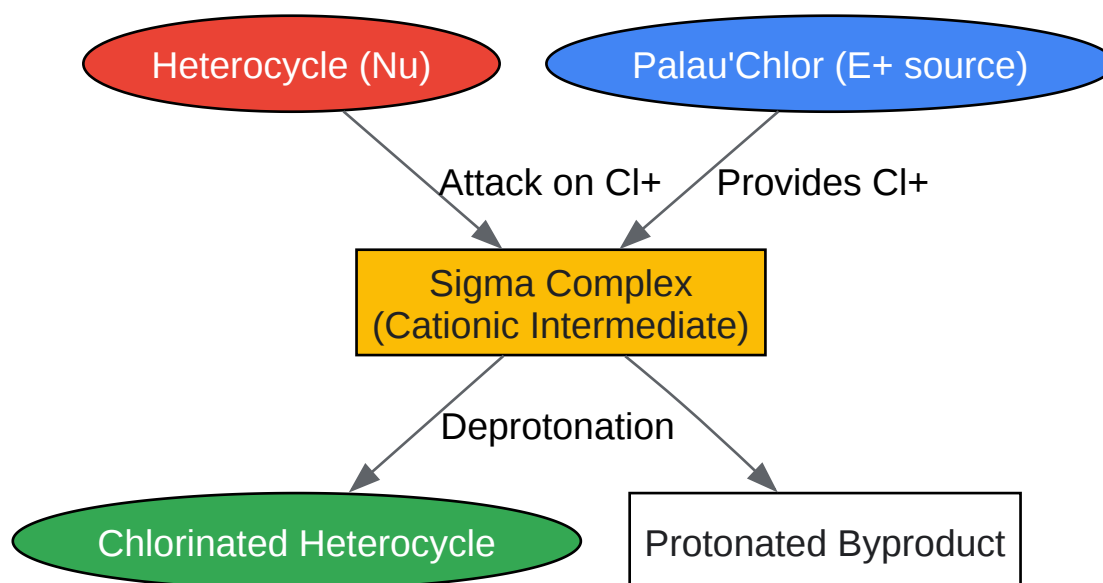 Heterocycle (Nu)
Palau'Chlor (E+ source)
Attack on Cl+
Provides Cl+
Sigma Complex
(Cationic Intermediate)
Deprotonation
Chlorinated Heterocycle
Protonated Byproduct